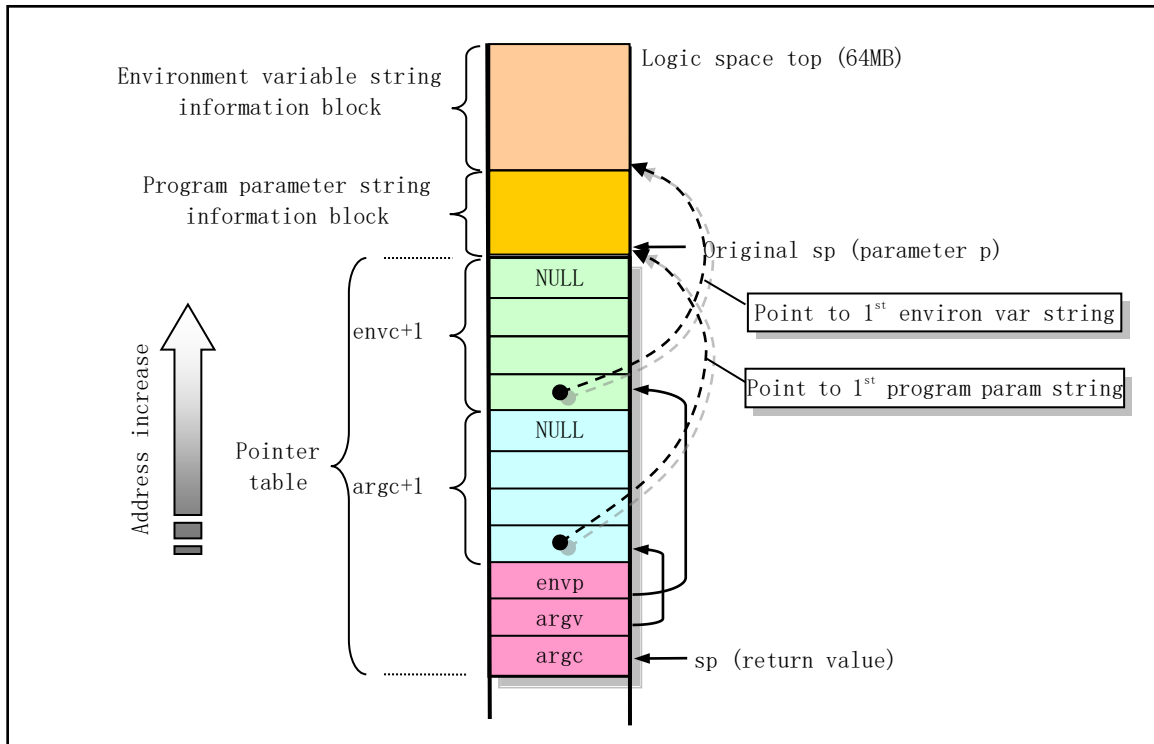 Logic space top (64MB)
Environment variable string
information block
Program parameter string
information block
Original sp (parameter p)
NULL
Point to 1st environ var string
envc+1
Address increase
Point to 1st program param string
NULL
Pointer
table
argc+1
envp
argv
argc
sp (return value)